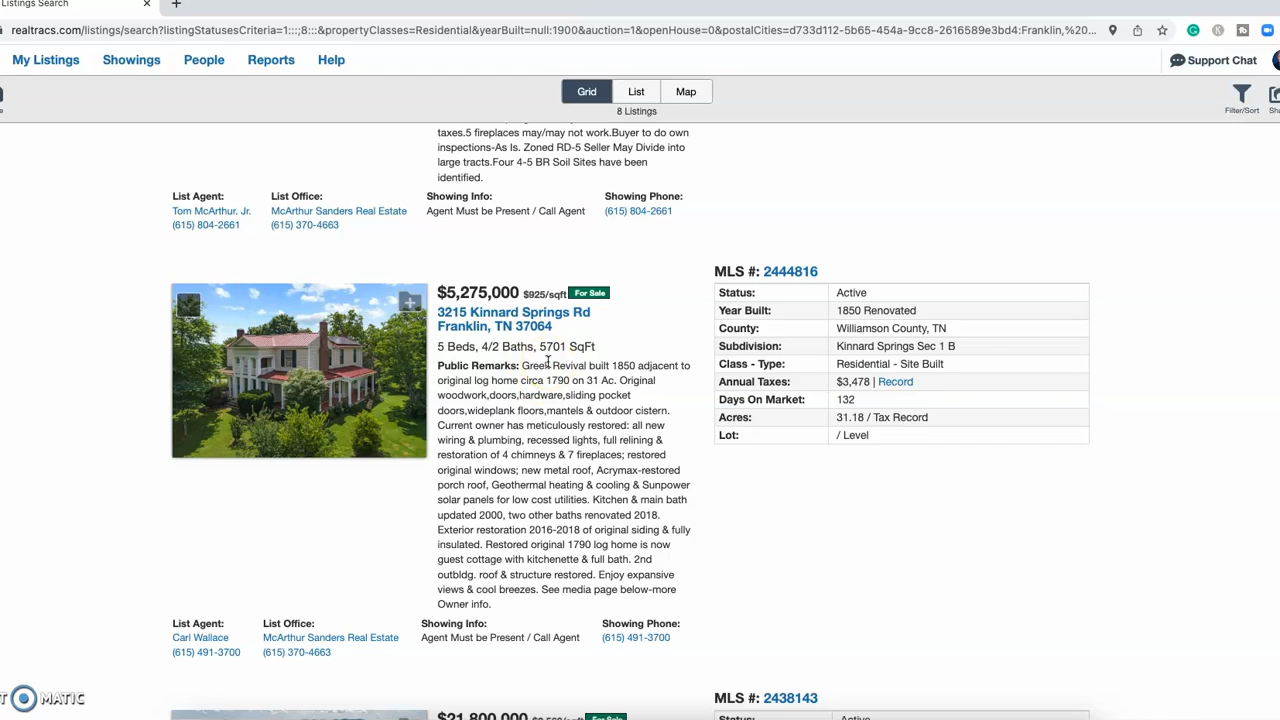 Listings Search
×
+
realtracs.com/listings/search?listingStatusesCriteria=1:::;8:::&propertyClasses=Residential&yearBuilt=null:1900&auction=1&openHouse=0&postalCities=d733d112-5b65-454a-9cc8-2616589e3bd4:Franklin,%20...
My Listings Showings People Reports Help
Support Chat
Grid List Map
8 Listings
Filter/Sort
taxes.5 fireplaces may/may not work.Buyer to do own
inspections-As Is. Zoned RD-5 Seller May Divide into
large tracts.Four 4-5 BR Soil Sites have been
identified.
List Agent: List Office: Showing Info: Showing Phone:
Tom McArthur. Jr. McArthur Sanders Real Estate Agent Must be Present / Call Agent (615) 804-2661
(615) 804-2661 (615) 370-4663
$5,275,000 $925/sqft For Sale
3215 Kinnard Springs Rd
Franklin, TN 37064
5 Beds, 4/2 Baths, 5701 SqFt
Public Remarks: Greek Revival built 1850 adjacent to
original log home circa 1790 on 31 Ac. Original
woodwork,doors,hardware,sliding pocket
doors,wideplank floors,mantels & outdoor cistern.
Current owner has meticulously restored: all new
wiring & plumbing, recessed lights, full relining &
restoration of 4 chimneys & 7 fireplaces; restored
original windows; new metal roof, Acrymax-restored
porch roof, Geothermal heating & cooling & Sunpower
solar panels for low cost utilities. Kitchen & main bath
updated 2000, two other baths renovated 2018.
Exterior restoration 2016-2018 of original siding & fully
insulated. Restored original 1790 log home is now
guest cottage with kitchenette & full bath. 2nd
outbldg. roof & structure restored. Enjoy expansive
views & cool breezes. See media page below-more
Owner info.
MLS #: 2444816
Status: Active
Year Built: 1850 Renovated
County: Williamson County, TN
Subdivision: Kinnard Springs Sec 1 B
Class - Type: Residential - Site Built
Annual Taxes: $3,478 | Record
Days On Market: 132
Acres: 31.18 / Tax Record
Lot: / Level
List Agent: List Office: Showing Info: Showing Phone:
Carl Wallace McArthur Sanders Real Estate Agent Must be Present / Call Agent (615) 491-3700
(615) 491-3700 (615) 370-4663
MATIC
MLS #: 2438143
$21,800,000 For Sale
Status: Active